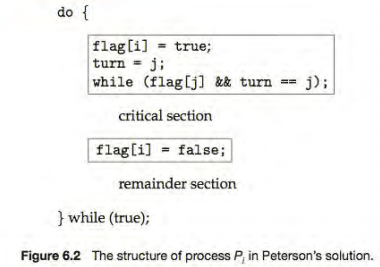 do {
flag[i] = true;
turn = j;
while (flag[j] && turn == j);
critical section
flag[i] = false;
remainder section
} while (true);
Figure 6.2 The structure of process Pi in Peterson's solution.